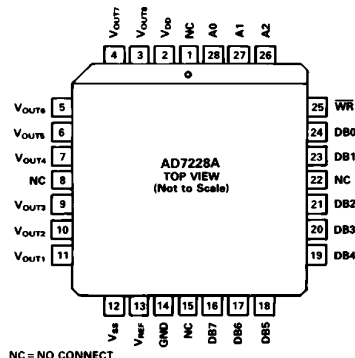 VOUT7 VOUT8 VDD NC A0 A1 A2
4 3 2 1 28 27 26
VOUT6 5
VOUT5 6
VOUT4 7
NC 8
VOUT3 9
VOUT2 10
VOUT1 11
AD7228A
TOP VIEW
(Not to Scale)
25 WR
24 DB0
23 DB1
22 NC
21 DB2
20 DB3
19 DB4
12 13 14 15 16 17 18
VSS VREF GND NC DB7 DB6 DB5
NC = NO CONNECT